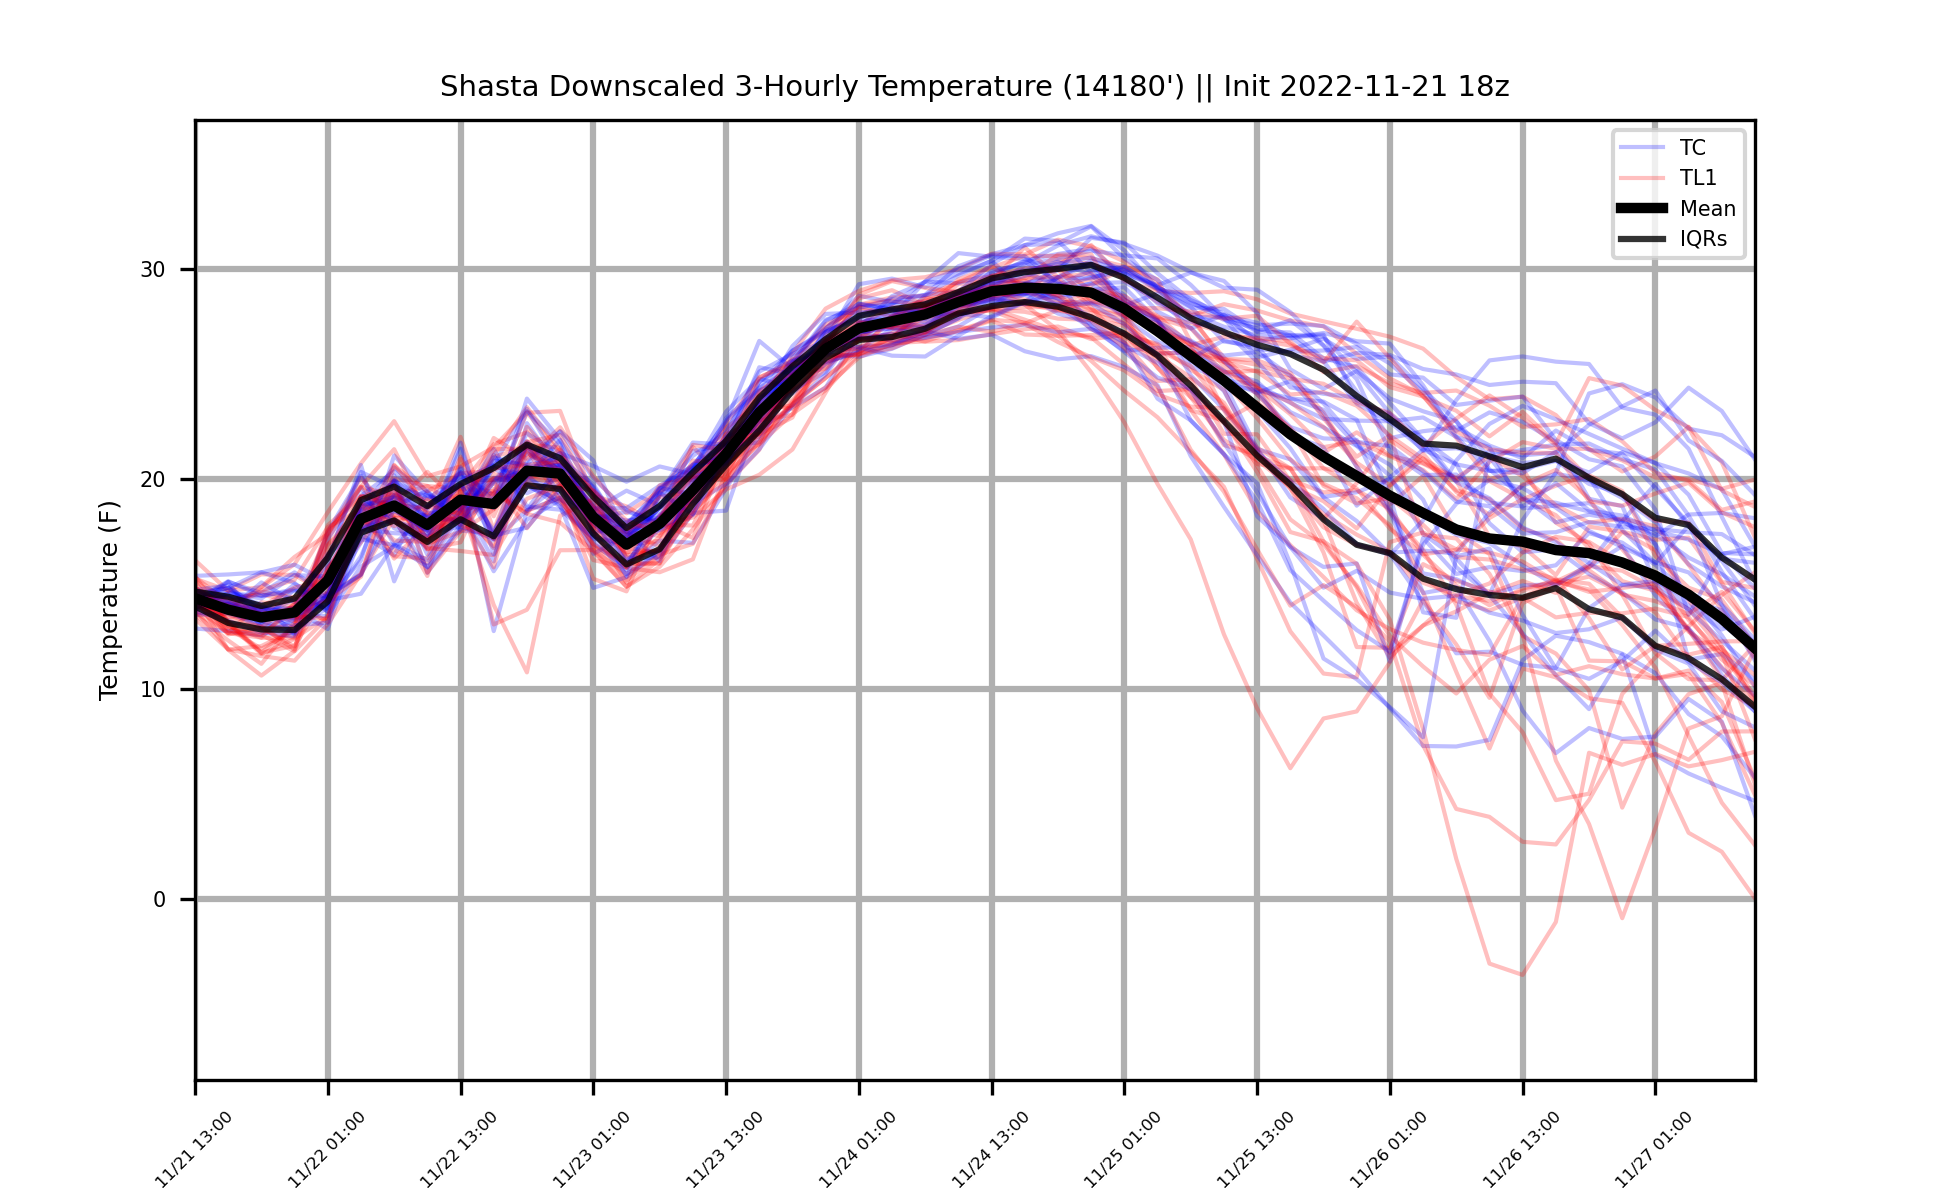 Shasta Downscaled 3-Hourly Temperature (14180') || Init 2022-11-21 18z
TC
TL1
Mean
IQRs
Temperature (F)
30
20
10
0
11/21 13:00
11/22 01:00
11/22 13:00
11/23 01:00
11/23 13:00
11/24 01:00
11/24 13:00
11/25 01:00
11/25 13:00
11/26 01:00
11/26 13:00
11/27 01:00